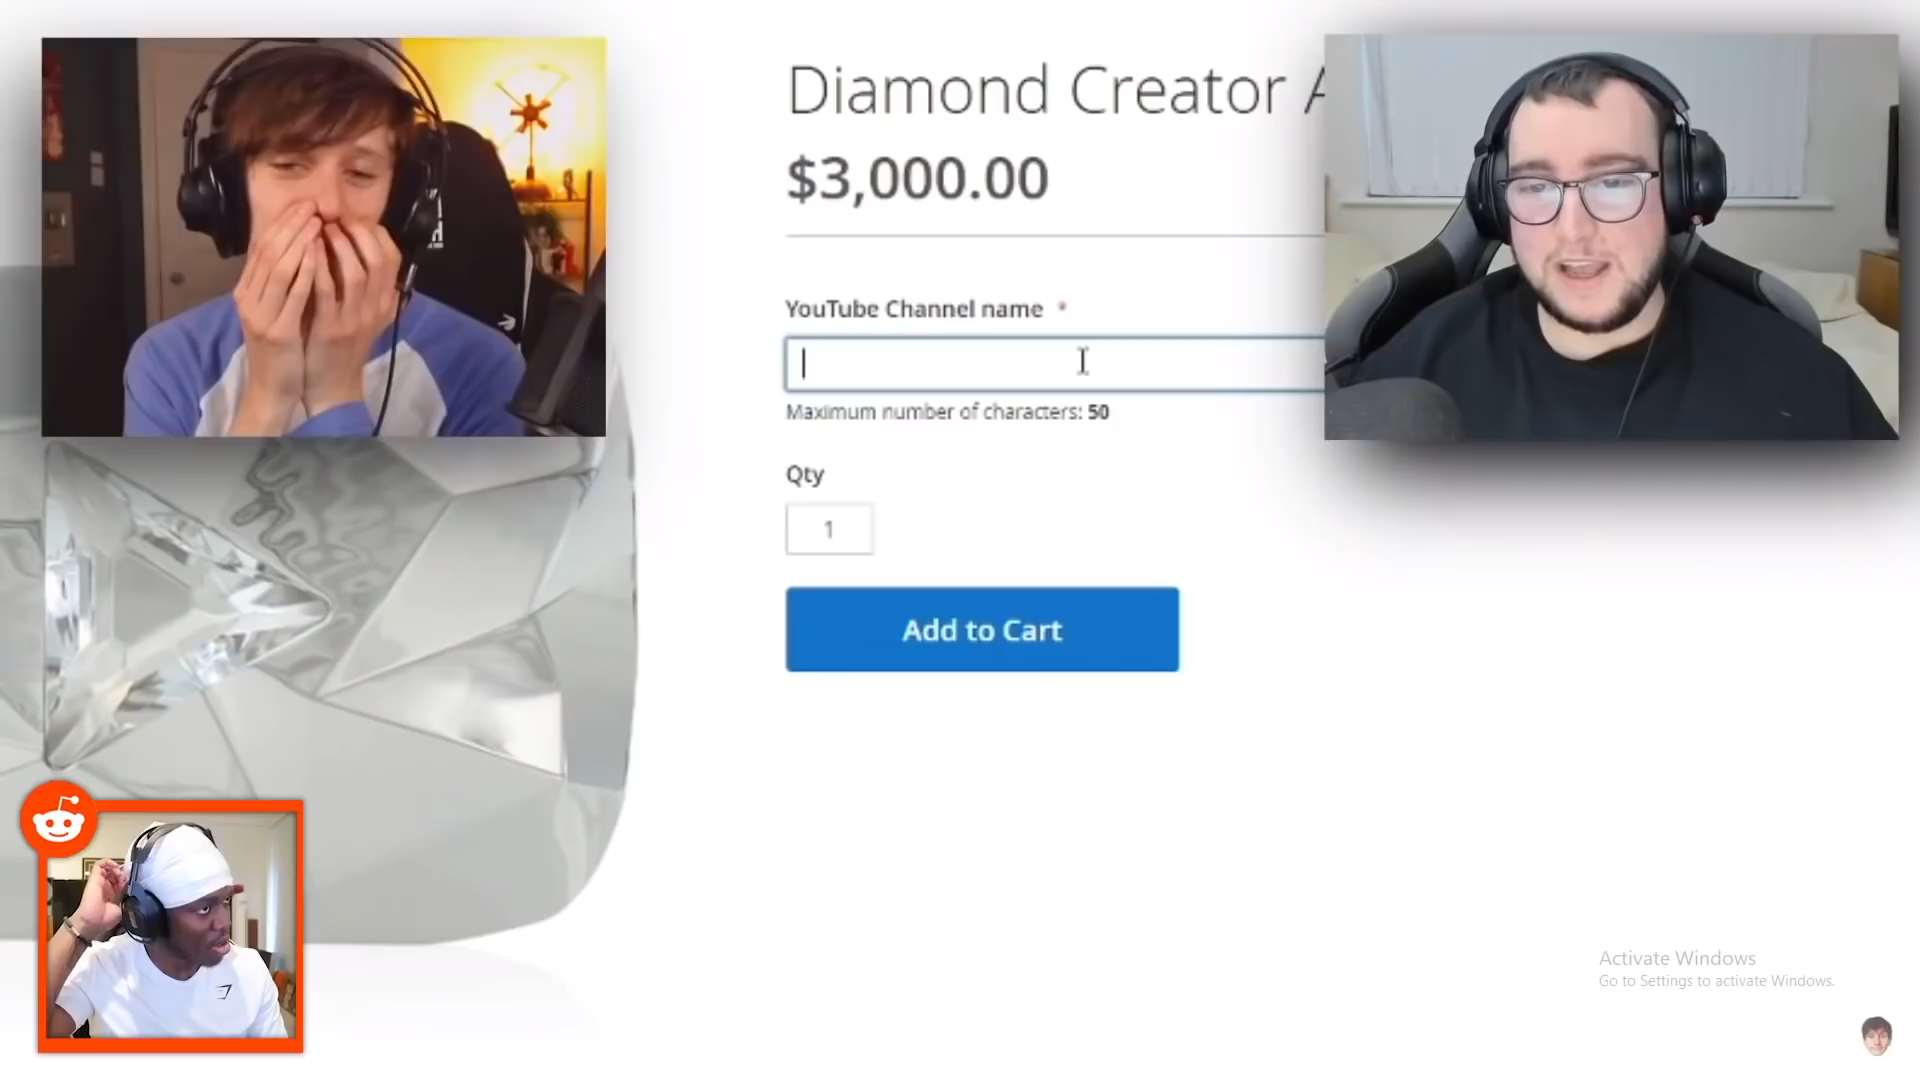 Diamond Creator A
$3,000.00
YouTube Channel name *
Maximum number of characters: 50
Qty
1
Add to Cart
Activate Windows
Go to Settings to activate Windows.